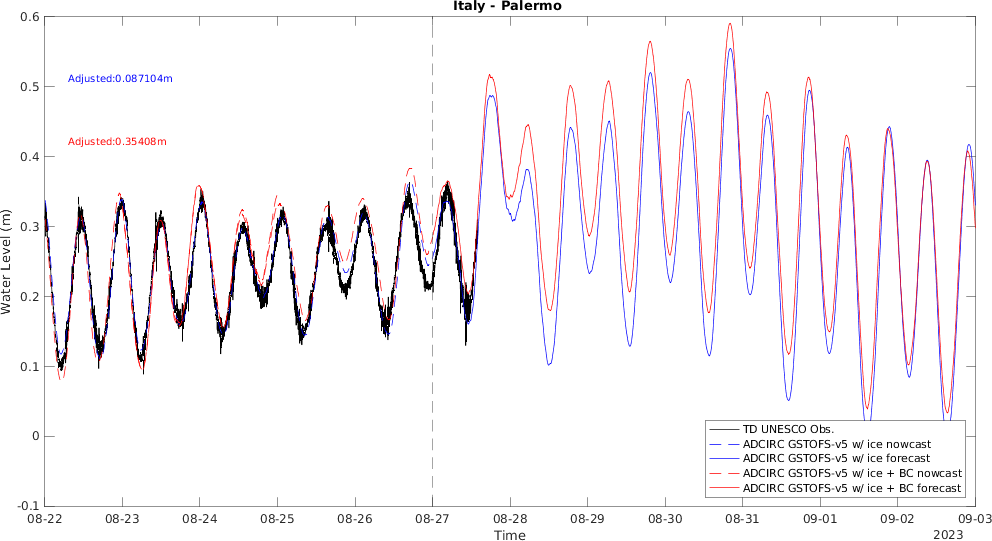 Italy - Palermo
0.6
0.5
0.4
0.3
0.2
0.1
0
-0.1
Water Level (m)
Adjusted:0.087104m
Adjusted:0.35408m
TD UNESCO Obs.
ADCIRC GSTOFS-v5 w/ ice nowcast
ADCIRC GSTOFS-v5 w/ ice forecast
ADCIRC GSTOFS-v5 w/ ice + BC nowcast
ADCIRC GSTOFS-v5 w/ ice + BC forecast
08-22 08-23 08-24 08-25 08-26 08-27 08-28 08-29 08-30 08-31 09-01 09-02 09-03
Time
2023